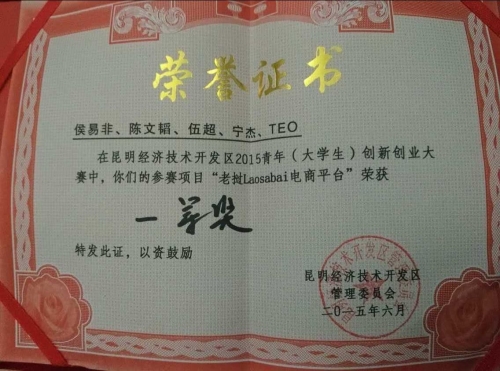 荣誉证书
侯易非、陈文韬、伍超、宁杰、TEO
在昆明经济技术开发区2015青年（大学生）创新创业大
赛中，你们的参赛项目“老挝Laosabai电商平台”荣获
一等奖
特发此证，以资鼓励
昆明经济技术开发区
管理委员会
二〇一五年六月